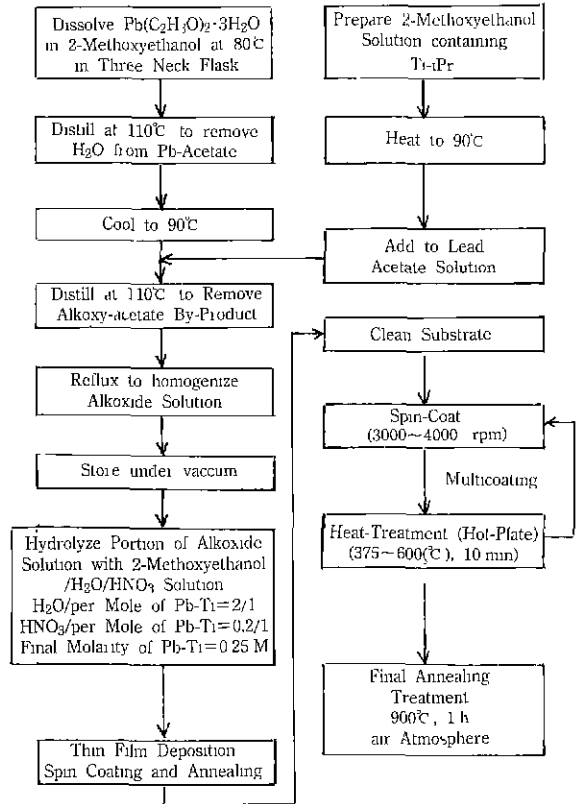 Dissolve Pb(C₂H₃O)₂·3H₂O
in 2-Methoxyethanol at 80℃
in Three Neck Flask
Distill at 110℃ to remove
H₂O from Pb-Acetate
Cool to 90℃
Distill at 110℃ to Remove
Alkoxy-acetate By-Product
Reflux to homogenize
Alkoxide Solution
Store under vaccum
Hydrolyze Portion of Alkoxide
Solution with 2-Methoxyethanol
/H₂O/HNO₃ Solution
H₂O/per Mole of Pb-Ti=2/1
HNO₃/per Mole of Pb-Ti=0.2/1
Final Molarity of Pb-Ti=0.25 M
Thin Film Deposition
Spin Coating and Annealing
Prepare 2-Methoxyethanol
Solution containing
Ti-iPr
Heat to 90℃
Add to Lead
Acetate Solution
Clean Substrate
Spin-Coat
(3000~4000 rpm)
Multicoating
Heat-Treatment (Hot-Plate)
(375~600(℃), 10 min)
Final Annealing
Treatment
900℃, 1 h
air Atmosphere